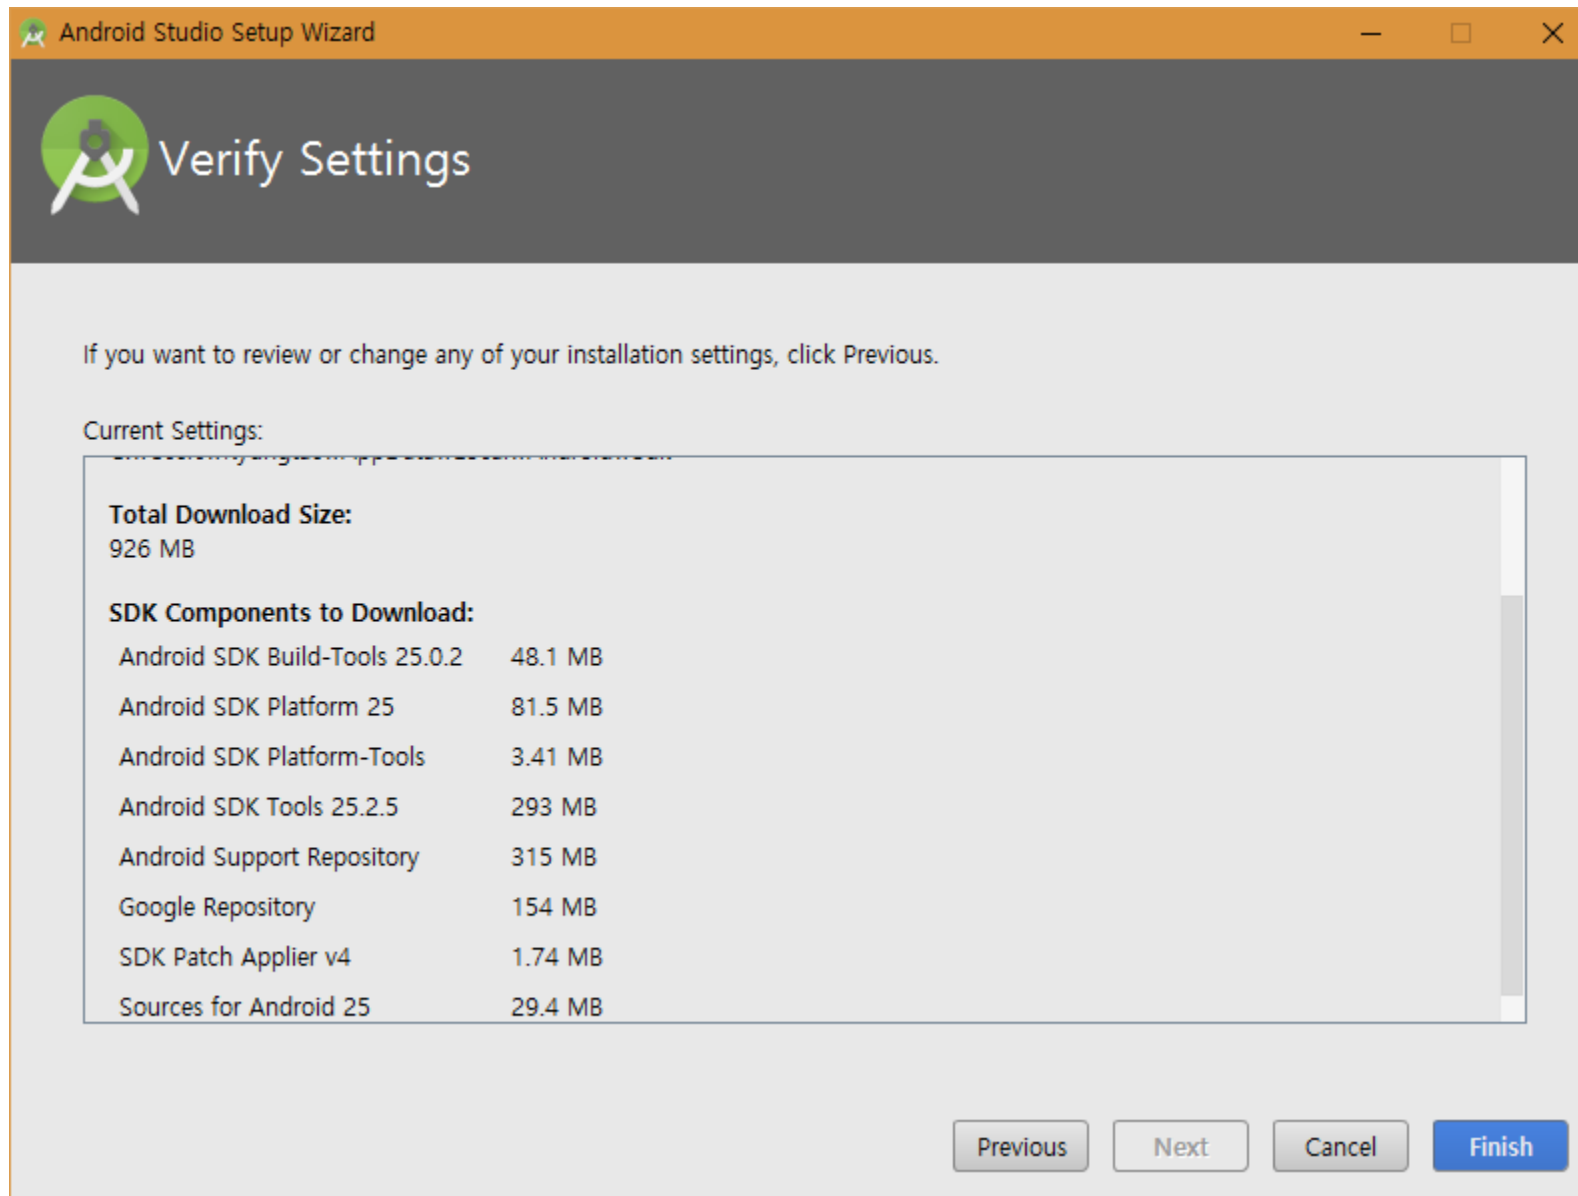 Android Studio Setup Wizard
Verify Settings
If you want to review or change any of your installation settings, click Previous.
Current Settings:
Total Download Size:
926 MB
SDK Components to Download:
Android SDK Build-Tools 25.0.2 48.1 MB
Android SDK Platform 25 81.5 MB
Android SDK Platform-Tools 3.41 MB
Android SDK Tools 25.2.5 293 MB
Android Support Repository 315 MB
Google Repository 154 MB
SDK Patch Applier v4 1.74 MB
Sources for Android 25 29.4 MB
Previous Next Cancel Finish